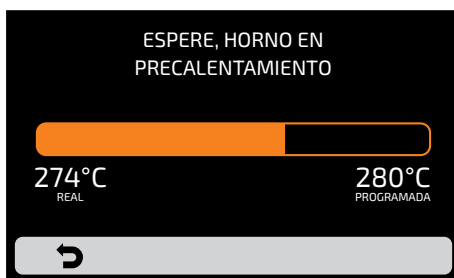 ESPERE, HORNO EN
PRECALENTAMIENTO
274°C 280°C
REAL PROGRAMADA